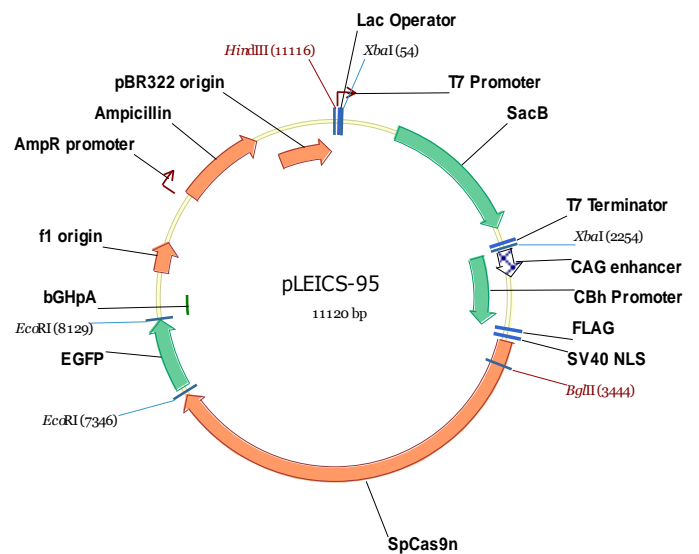 Lac Operator
HindIII (11116)
XbaI (54)
pBR322 origin
T7 Promoter
Ampicillin
SacB
AmpR promoter
T7 Terminator
f1 origin
XbaI (2254)
CAG enhancer
pLEICS-95
bGHpA
CBh Promoter
11120 bp
EcoRI (8129)
FLAG
EGFP
SV40 NLS
BglII (3444)
EcoRI (7346)
SpCas9n